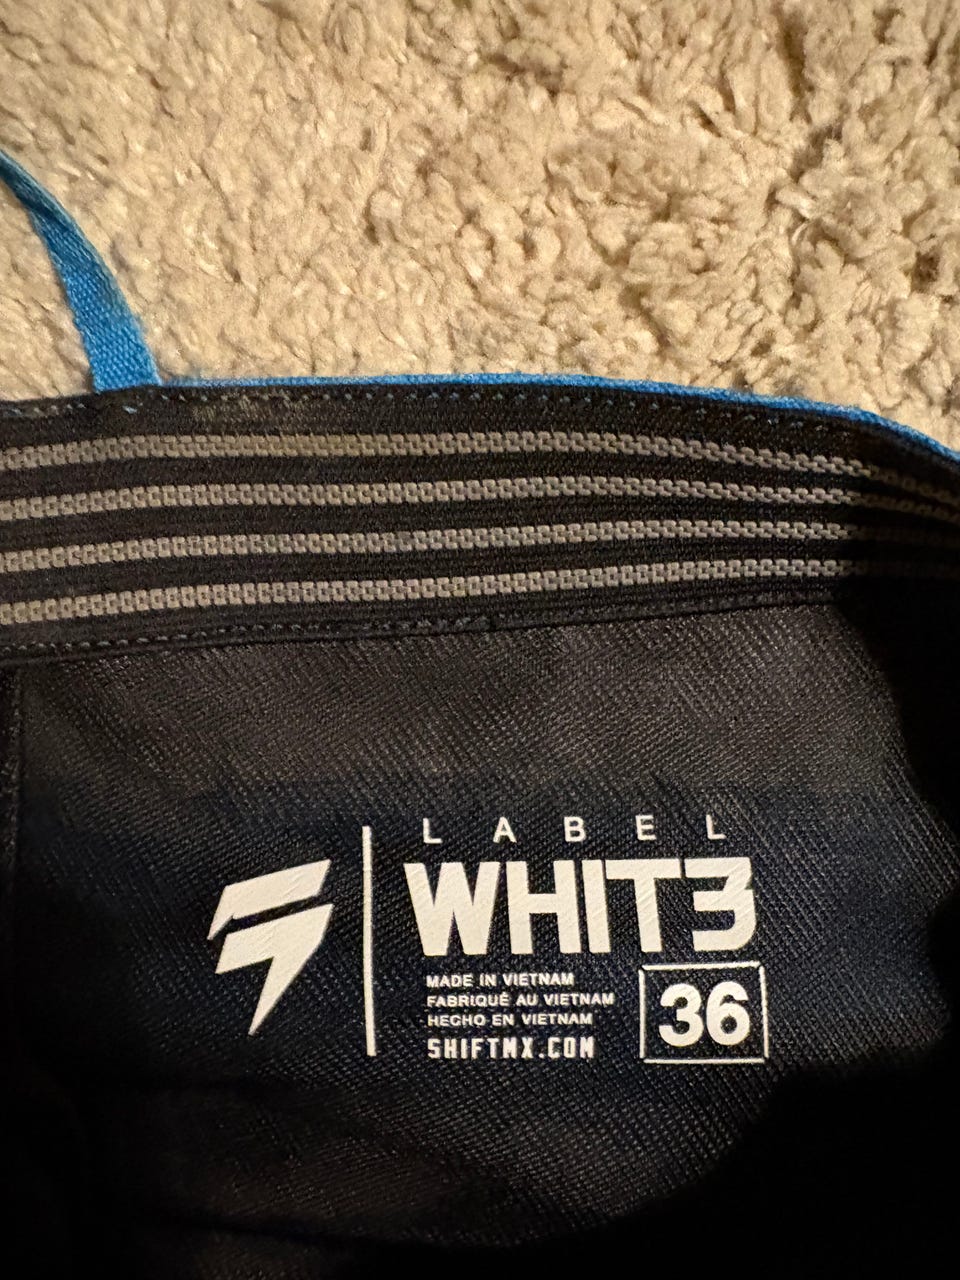 LABEL
WHIT3
MADE IN VIETNAM
FABRIQUÉ AU VIETNAM
HECHO EN VIETNAM
SHIFTMX.COM
36